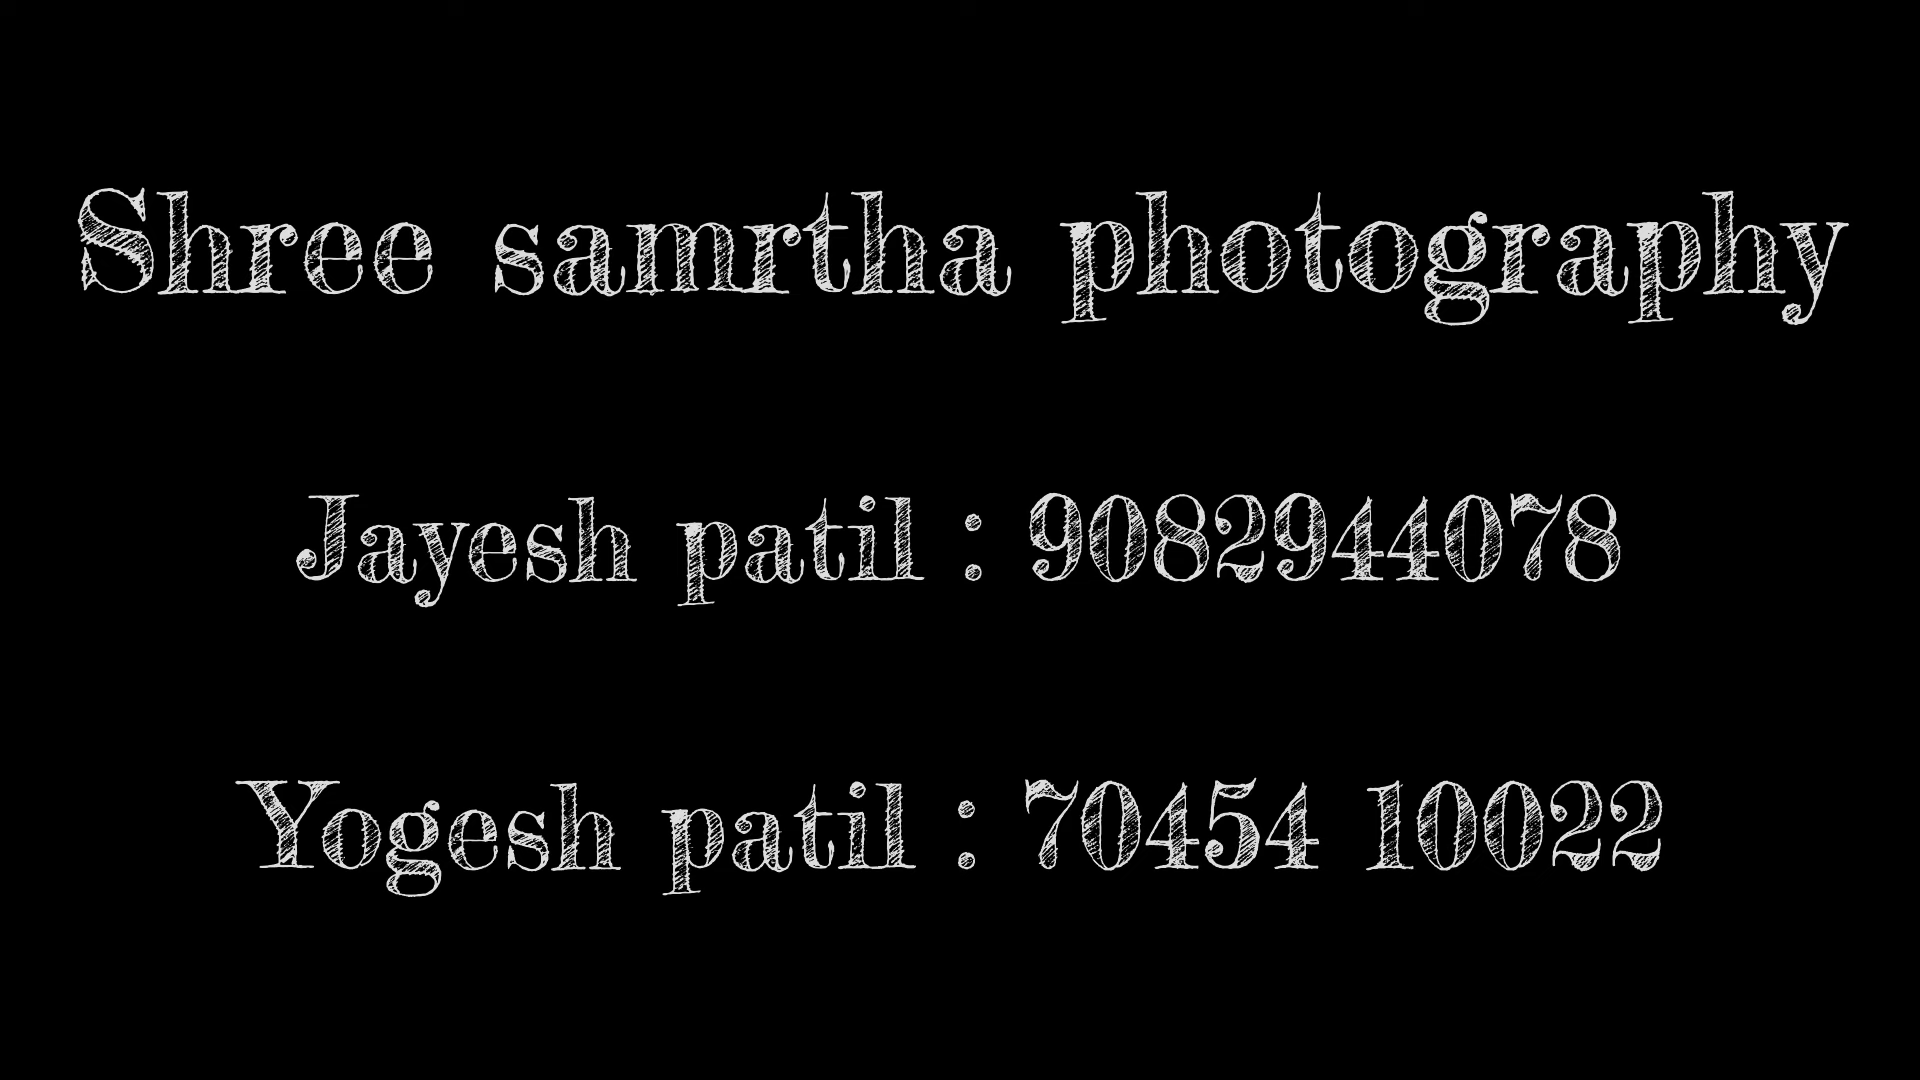 Shree samrtha photography
Jayesh patil : 9082944078
Yogesh patil : 70454 10022